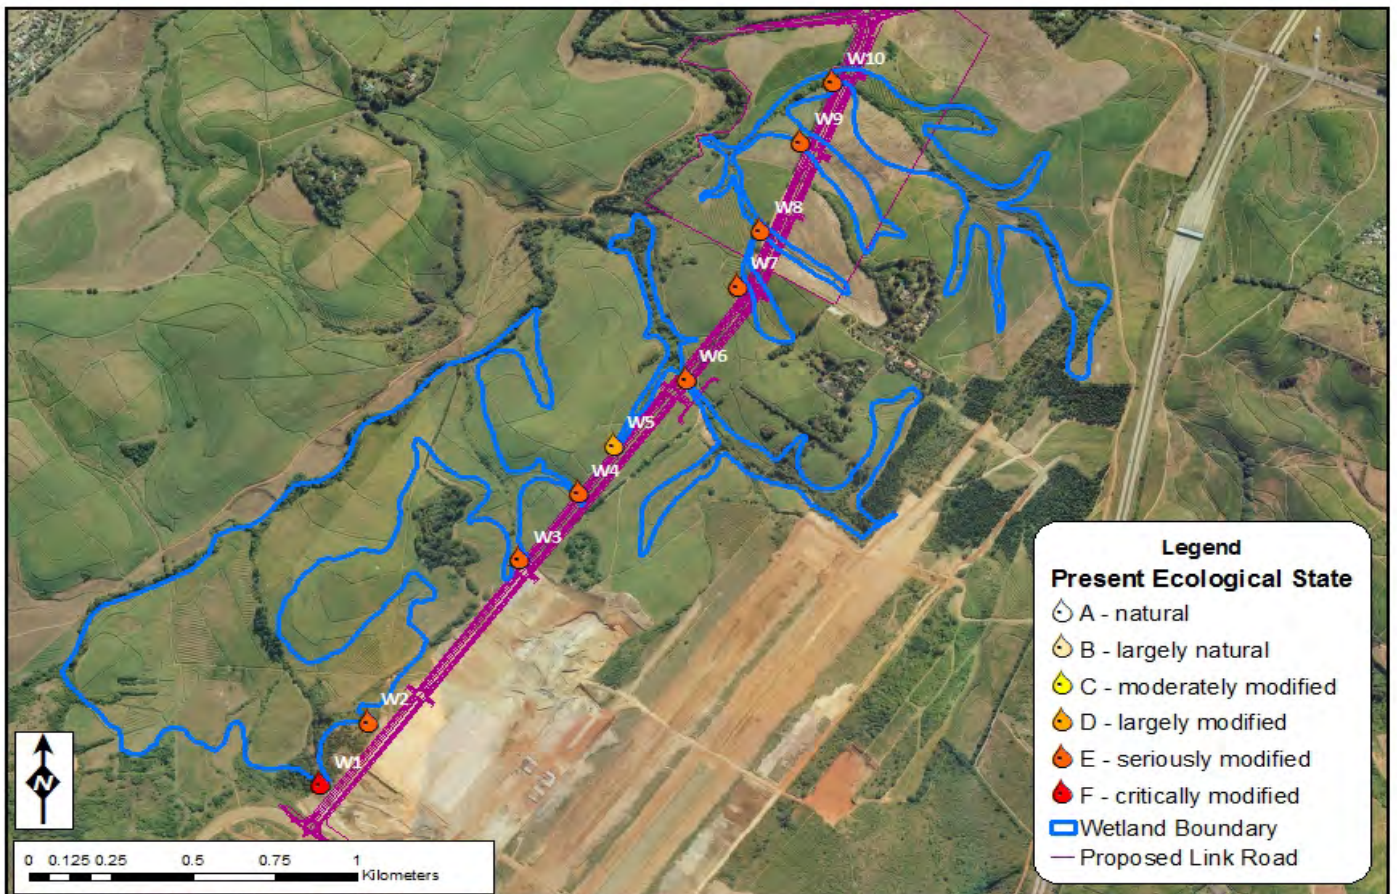 W10
W9
W8
W7
W6
W5
W4
W3
W2
W1
N
0 0.125 0.25 0.5 0.75 1
Kilometers
Legend
Present Ecological State
A - natural
B - largely natural
C - moderately modified
D - largely modified
E - seriously modified
F - critically modified
Wetland Boundary
Proposed Link Road